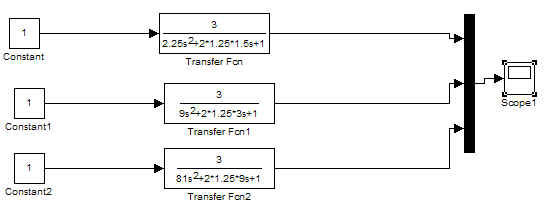 1
Constant
3
2.25s²+2*1.25*1.5s+1
Transfer Fcn
1
Constant1
3
9s²+2*1.25*3s+1
Transfer Fcn1
1
Constant2
3
81s²+2*1.25*9s+1
Transfer Fcn2
Scope1